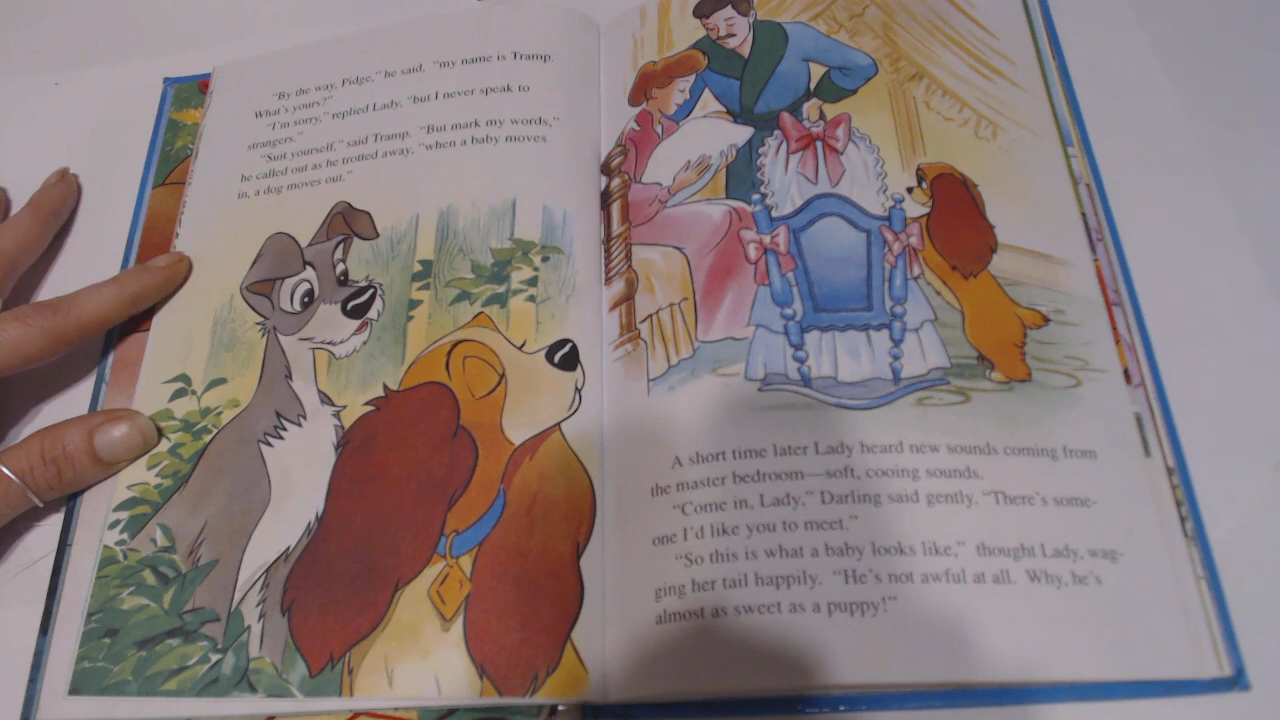 "By the way, Pidge," he said, "my name is Tramp.
What's yours?"
"I'm sorry," replied Lady, "but I never speak to
strangers."
"Suit yourself," said Tramp. "But mark my words,"
he called out as he trotted away, "when a baby moves
in, a dog moves out."
A short time later Lady heard new sounds coming from
the master bedroom—soft, cooing sounds.
"Come in, Lady," Darling said gently. "There's some-
one I'd like you to meet."
"So this is what a baby looks like," thought Lady, wag-
ging her tail happily. "He's not awful at all. Why, he's
almost as sweet as a puppy!"